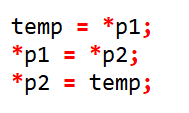 temp = *p1;
*p1 = *p2;
*p2 = temp;